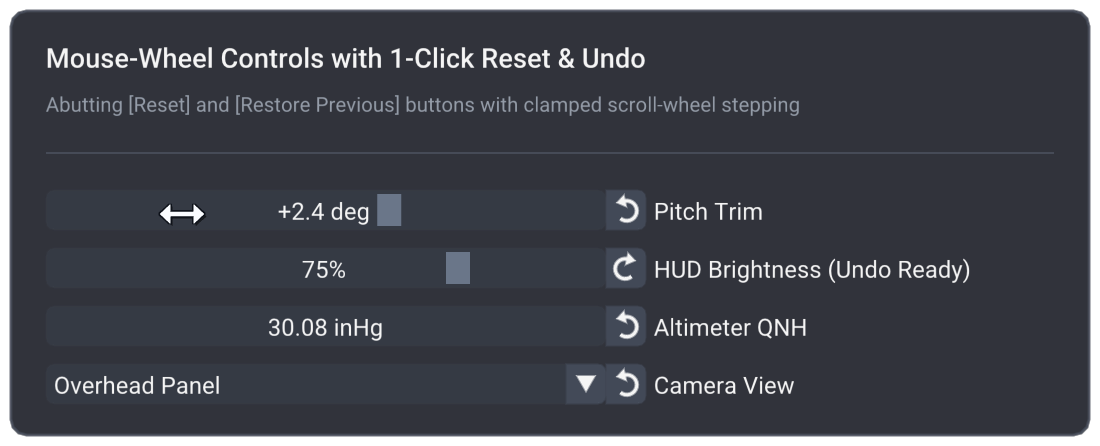 Mouse-Wheel Controls with 1-Click Reset & Undo
Abutting [Reset] and [Restore Previous] buttons with clamped scroll-wheel stepping
+2.4 deg Pitch Trim
75% HUD Brightness (Undo Ready)
30.08 inHg Altimeter QNH
Overhead Panel Camera View